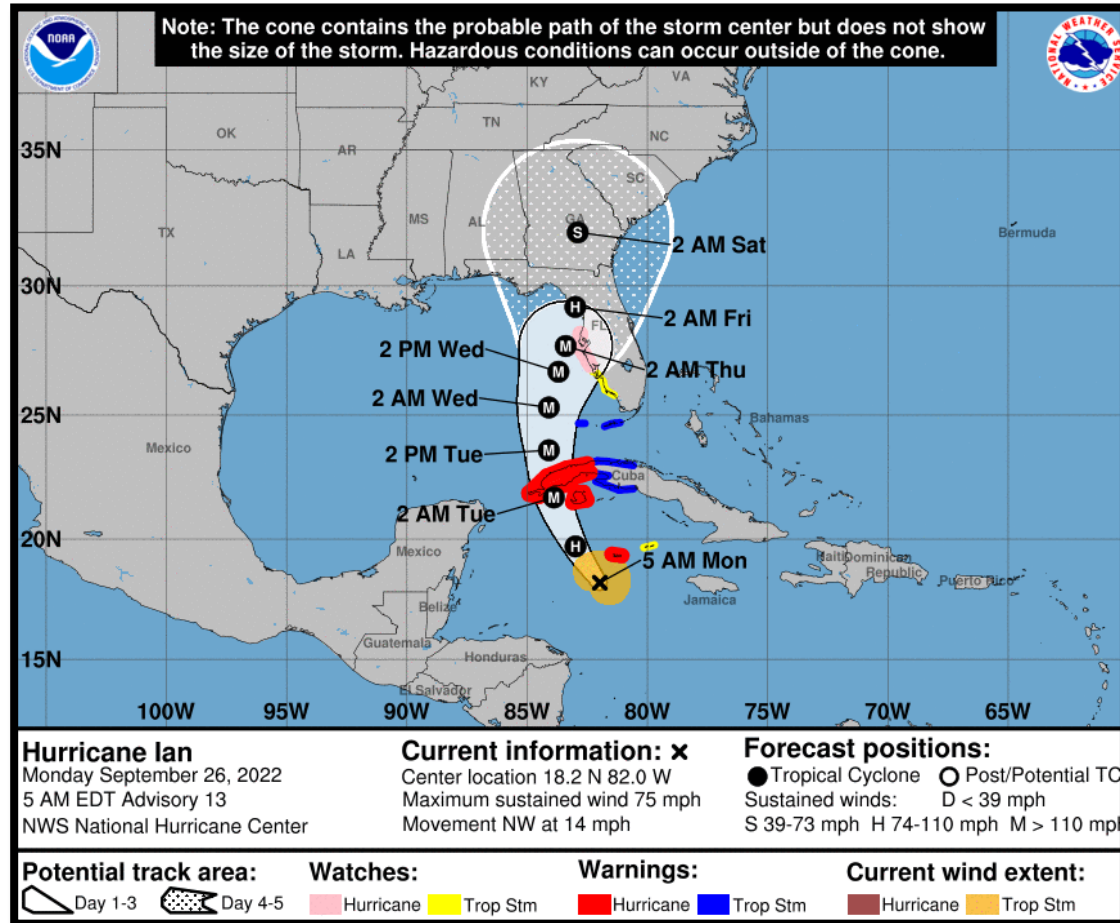 Note: The cone contains the probable path of the storm center but does not show
the size of the storm. Hazardous conditions can occur outside of the cone.
NOAA
NATIONAL WEATHER SERVICE
KY
VA
OK
TN
NC
35N
AR
SC
MS
AL
GA
TX
LA
2 AM Sat
Bermuda
30N
2 AM Fri
FL
2 PM Wed
2 AM Thu
2 AM Wed
25N
Bahamas
Mexico
2 PM Tue
Cuba
2 AM Tue
20N
Mexico
5 AM Mon
Haiti
Dominican
Republic
Puerto Rico
Jamaica
Belize
Guatemala
Honduras
15N
El Salvador
100W 95W 90W 85W 80W 75W 70W 65W
S
H
M
M
M
M
M
H
Hurricane Ian
Monday September 26, 2022
5 AM EDT Advisory 13
NWS National Hurricane Center
Current information: x
Center location 18.2 N 82.0 W
Maximum sustained wind 75 mph
Movement NW at 14 mph
Forecast positions:
Tropical Cyclone Post/Potential TC
Sustained winds: D < 39 mph
S 39-73 mph H 74-110 mph M > 110 mph
Potential track area:
Day 1-3 Day 4-5
Watches:
Hurricane Trop Stm
Warnings:
Hurricane Trop Stm
Current wind extent:
Hurricane Trop Stm